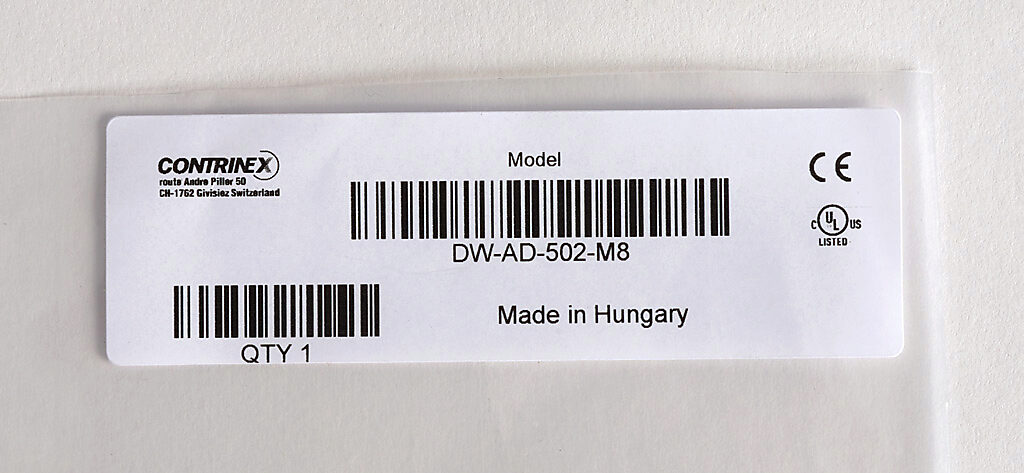 CONTRINEX
route André Piller 50
CH-1762 Givisiez Switzerland
Model
DW-AD-502-M8
QTY 1
Made in Hungary
CE
C UL US
LISTED